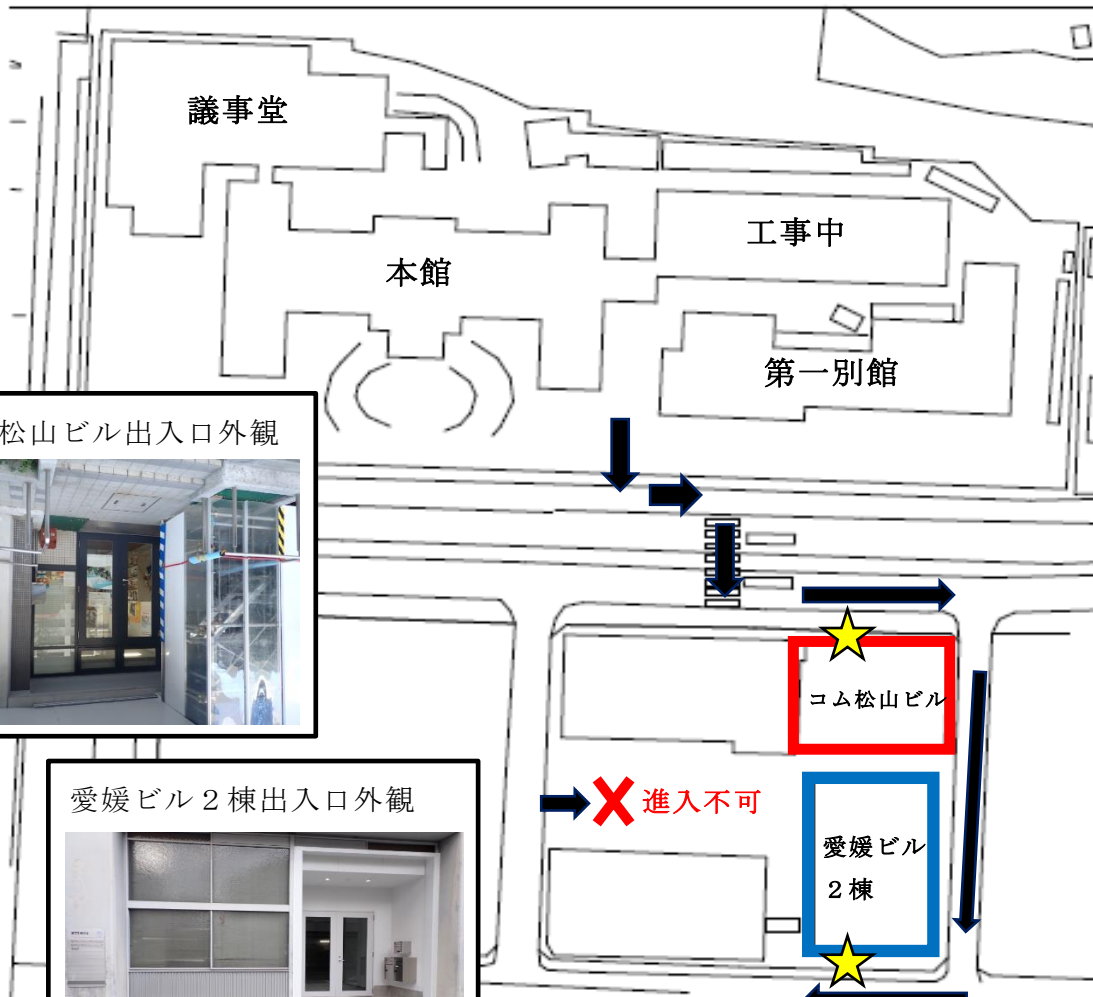 議事堂
工事中
本館
第一別館
松山ビル出入口外観
コム松山ビル
愛媛ビル２棟出入口外観
進入不可
愛媛ビル
２棟